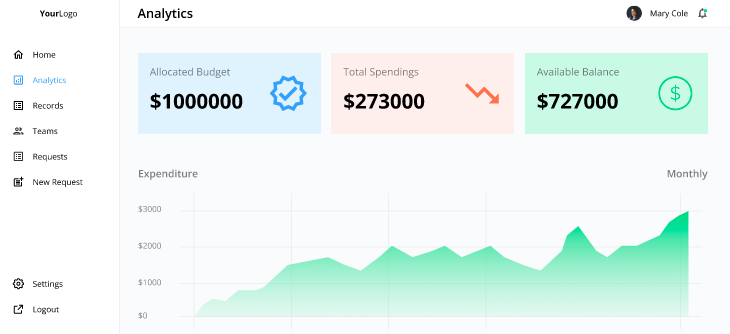 YourLogo
Home
Analytics
Records
Teams
Requests
New Request
Settings
Logout
Analytics
Mary Cole
Allocated Budget
$1000000
Total Spendings
$273000
Available Balance
$727000
$
Expenditure
Monthly
$3000
$2000
$1000
$0